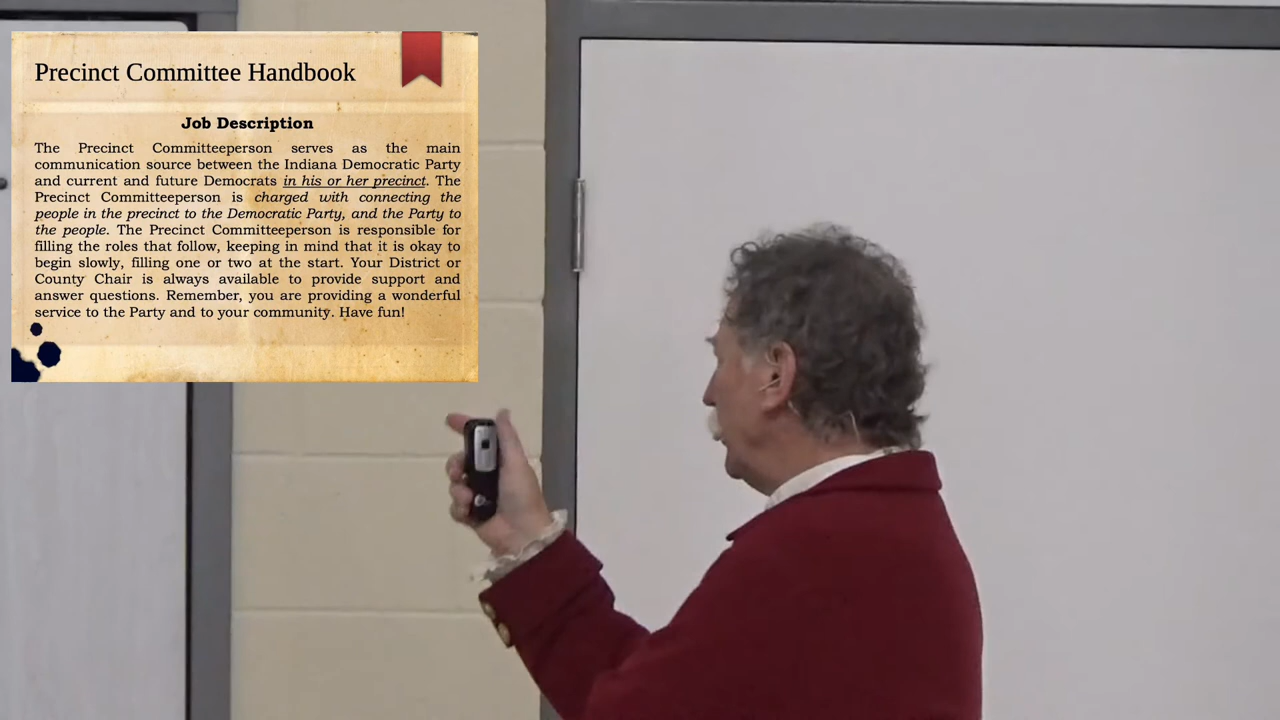 Precinct Committee Handbook
Job Description
The Precinct Committeeperson serves as the main
communication source between the Indiana Democratic Party
and current and future Democrats in his or her precinct. The
Precinct Committeeperson is charged with connecting the
people in the precinct to the Democratic Party, and the Party to
the people. The Precinct Committeeperson is responsible for
filling the roles that follow, keeping in mind that it is okay to
begin slowly, filling one or two at the start. Your District or
County Chair is always available to provide support and
answer questions. Remember, you are providing a wonderful
service to the Party and to your community. Have fun!